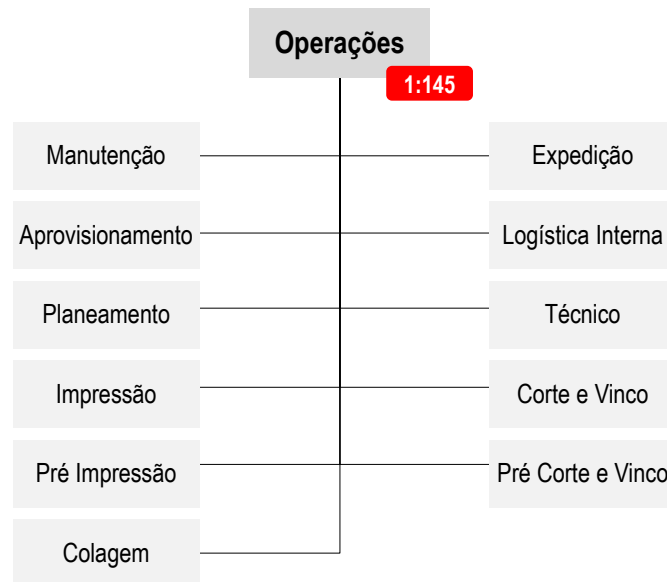 Operações
1:145
Manutenção
Expedição
Aprovisionamento
Logística Interna
Planeamento
Técnico
Impressão
Corte e Vinco
Pré Impressão
Pré Corte e Vinco
Colagem